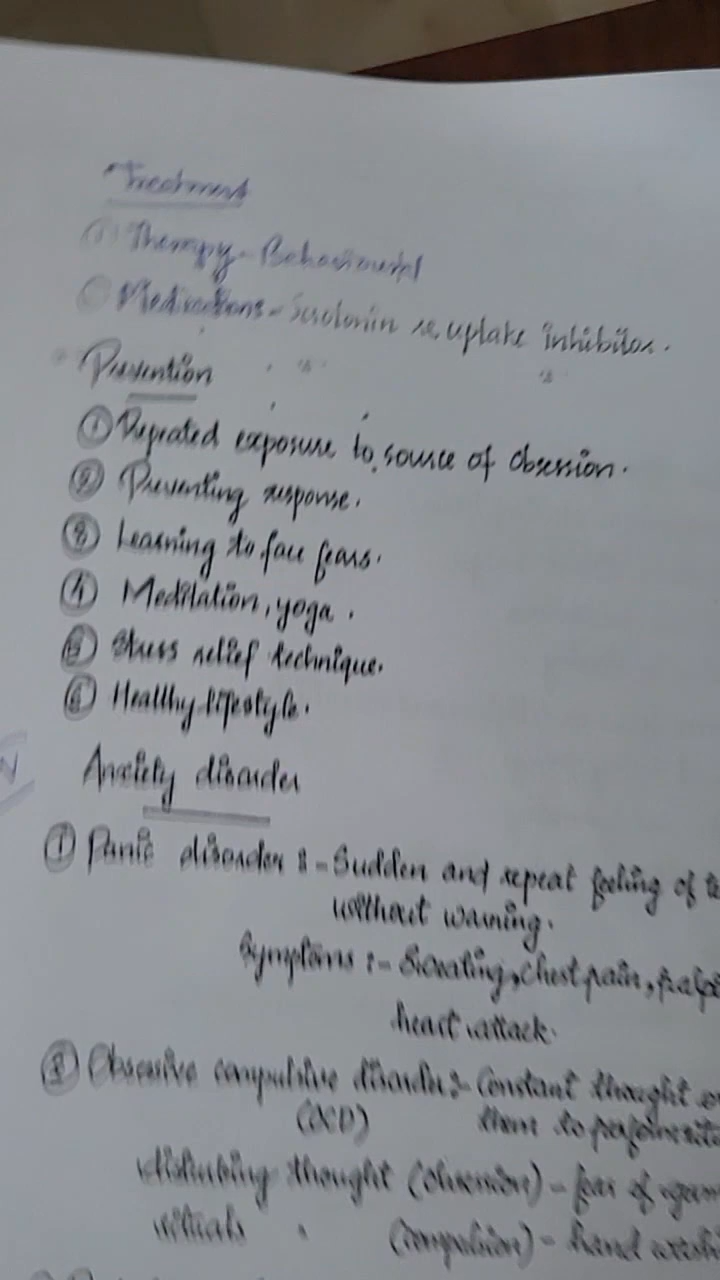 Treatment
① Therapy - Behavioural
Medications - Serotonin re uptake inhibitor.
Prevention
① Repeated exposure to source of obsession.
② Preventing response.
③ Learning to face fears.
④ Meditation, yoga.
⑤ Stress relief technique.
⑥ Healthy lifestyle.
Anxiety disorder
① Panic disorder :- Sudden and repeat feeling of
without warning.
Symptoms :- Sweating, chest pain,
heart attack.
② Obsessive compulsive disorder :- Constant thought
(OCD) them to
disturbing thought (obsession) - fear of
rituals (compulsion) - hand